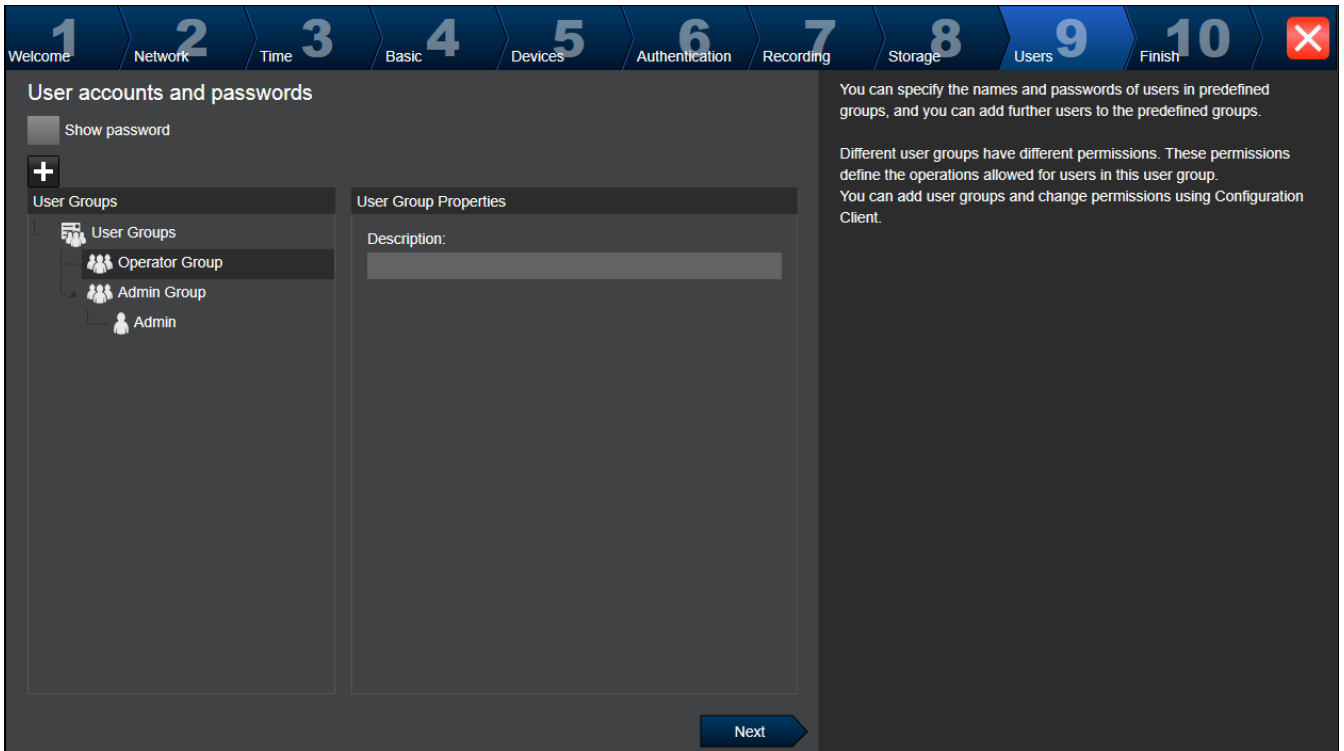 1 Welcome
2 Network
3 Time
4 Basic
5 Devices
6 Authentication
7 Recording
8 Storage
9 Users
10 Finish
User accounts and passwords
Show password
User Groups
User Groups
Operator Group
Admin Group
Admin
User Group Properties
Description:
Next
You can specify the names and passwords of users in predefined
groups, and you can add further users to the predefined groups.
Different user groups have different permissions. These permissions
define the operations allowed for users in this user group.
You can add user groups and change permissions using Configuration
Client.